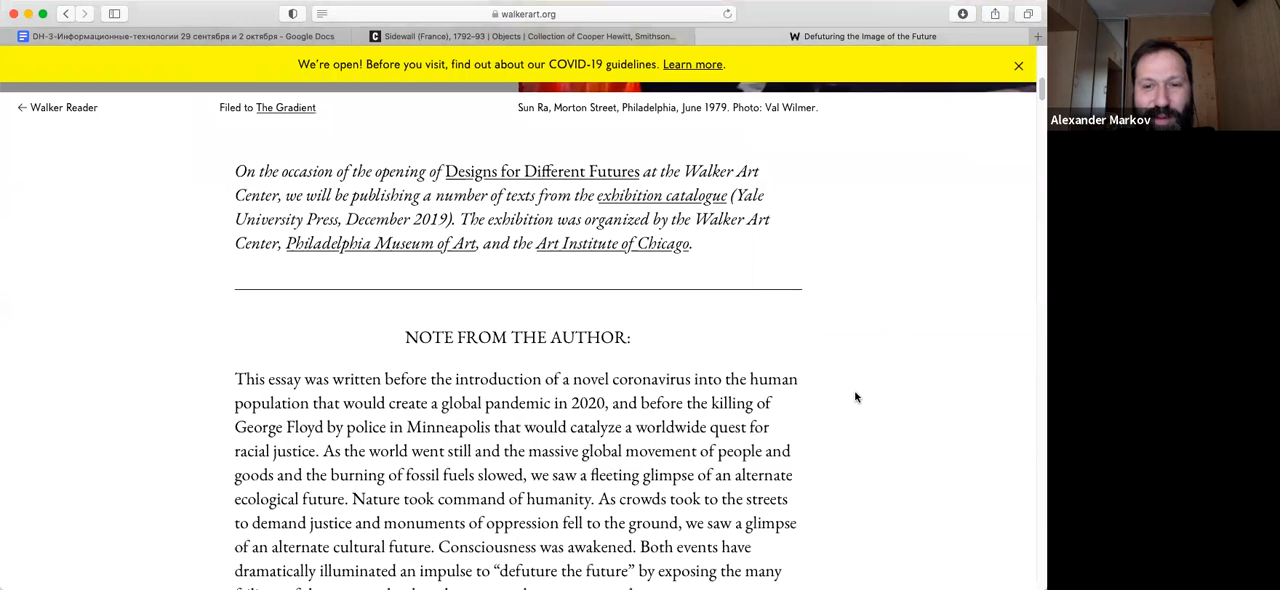 walkerart.org
DH-3-Информационные-технологии 29 сентября и 2 октября - Google Docs
Sidewall (France), 1792–93 | Objects | Collection of Cooper Hewitt, Smithson...
Defuturing the Image of the Future
We're open! Before you visit, find out about our COVID-19 guidelines. Learn more.
← Walker Reader
Filed to The Gradient
Sun Ra, Morton Street, Philadelphia, June 1979. Photo: Val Wilmer.
Alexander Markov
On the occasion of the opening of Designs for Different Futures at the Walker Art
Center, we will be publishing a number of texts from the exhibition catalogue (Yale
University Press, December 2019). The exhibition was organized by the Walker Art
Center, Philadelphia Museum of Art, and the Art Institute of Chicago.
NOTE FROM THE AUTHOR:
This essay was written before the introduction of a novel coronavirus into the human
population that would create a global pandemic in 2020, and before the killing of
George Floyd by police in Minneapolis that would catalyze a worldwide quest for
racial justice. As the world went still and the massive global movement of people and
goods and the burning of fossil fuels slowed, we saw a fleeting glimpse of an alternate
ecological future. Nature took command of humanity. As crowds took to the streets
to demand justice and monuments of oppression fell to the ground, we saw a glimpse
of an alternate cultural future. Consciousness was awakened. Both events have
dramatically illuminated an impulse to “defuture the future” by exposing the many